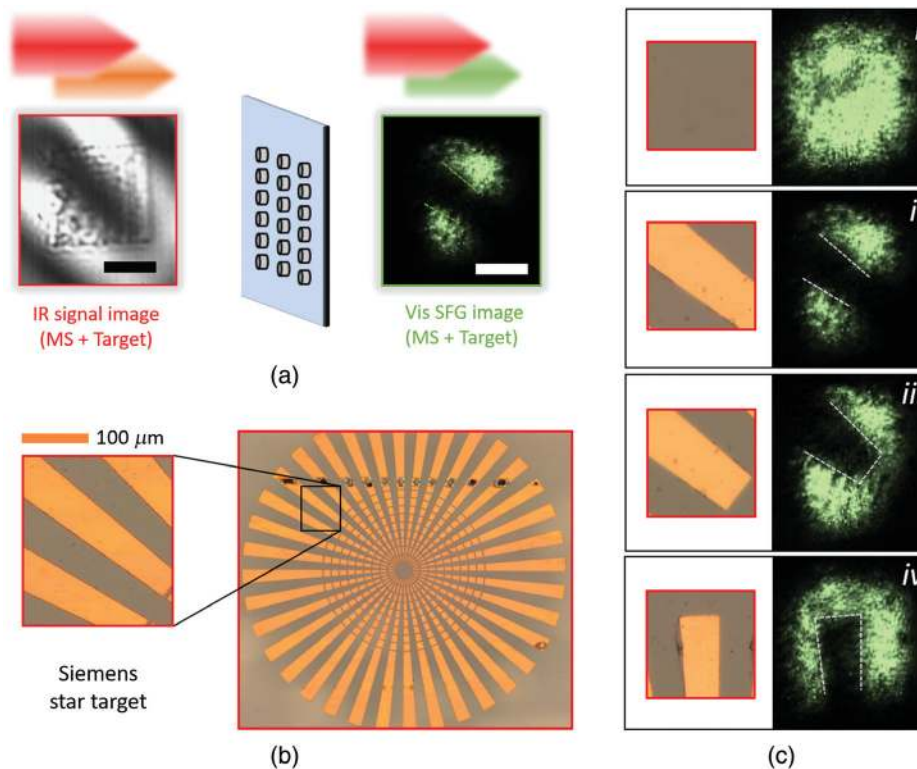 IR signal image
(MS + Target)
Vis SFG image
(MS + Target)
(a)
100 μm
Siemens
star target
(b)
i
i
ii
iv
(c)